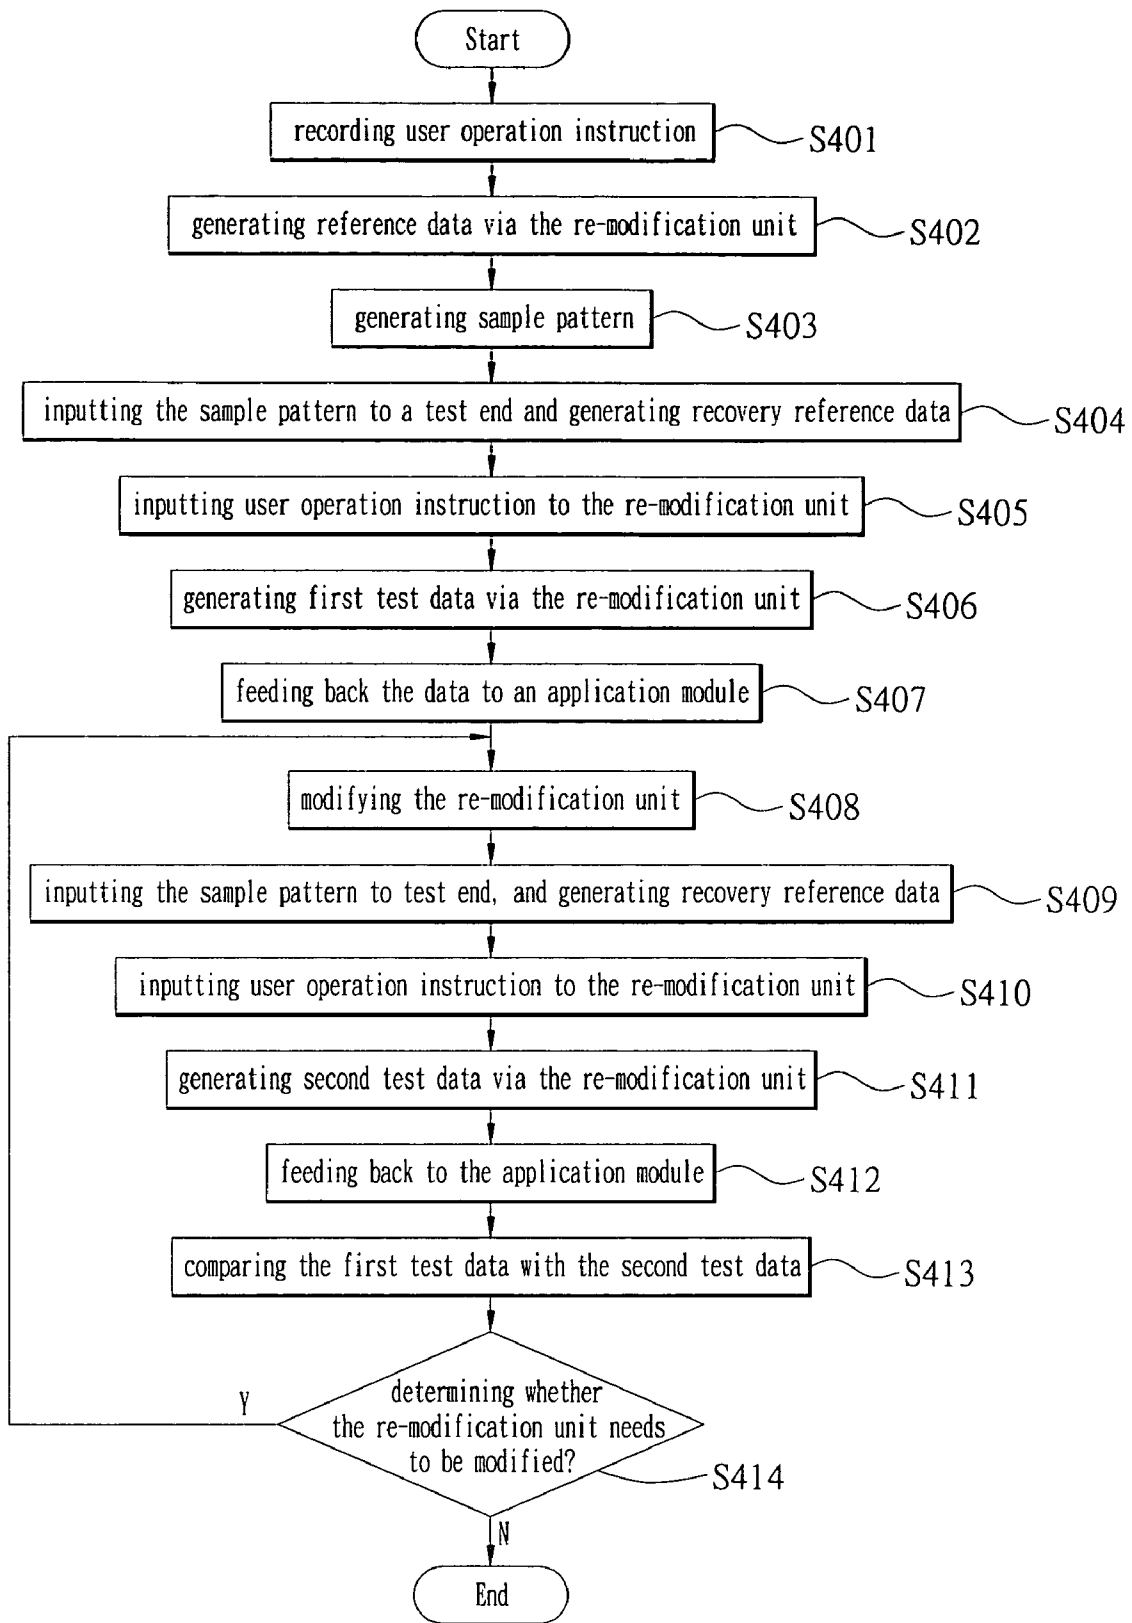 Start
recording user operation instruction
S401
generating reference data via the re-modification unit
S402
generating sample pattern
S403
inputting the sample pattern to a test end and generating recovery reference data
S404
inputting user operation instruction to the re-modification unit
S405
generating first test data via the re-modification unit
S406
feeding back the data to an application module
S407
modifying the re-modification unit
S408
inputting the sample pattern to test end, and generating recovery reference data
S409
inputting user operation instruction to the re-modification unit
S410
generating second test data via the re-modification unit
S411
feeding back to the application module
S412
comparing the first test data with the second test data
S413
Y
determining whether
the re-modification unit needs
to be modified?
S414
N
End